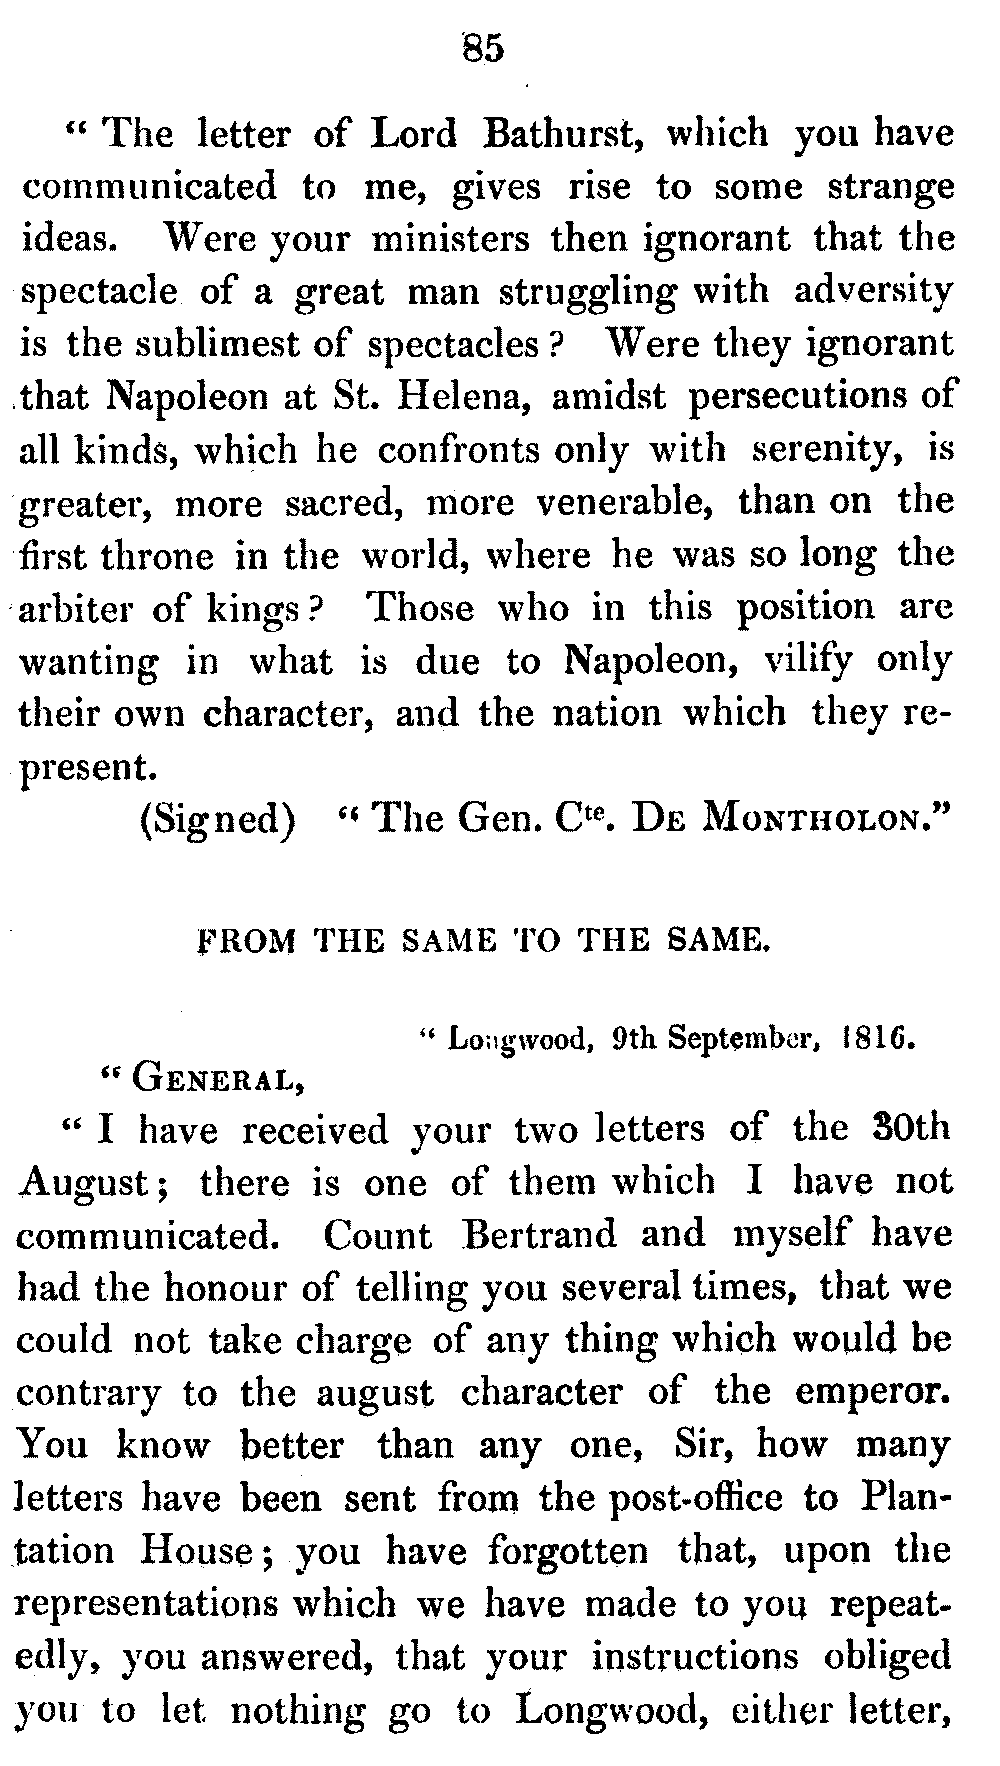 85
“ The letter of Lord Bathurst, which you have
communicated to me, gives rise to some strange
ideas. Were your ministers then ignorant that the
spectacle of a great man struggling with adversity
is the sublimest of spectacles ? Were they ignorant
that Napoleon at St. Helena, amidst persecutions of
all kinds, which he confronts only with serenity, is
greater, more sacred, more venerable, than on the
first throne in the world, where he was so long the
arbiter of kings ? Those who in this position are
wanting in what is due to Napoleon, vilify only
their own character, and the nation which they re-
present.
(Signed) “ The Gen. Cte. De Montholon.”
FROM THE SAME TO THE SAME.
“ Longwood, 9th September, 1816.
“ General,
“ I have received your two letters of the 30th
August ; there is one of them which I have not
communicated. Count Bertrand and myself have
had the honour of telling you several times, that we
could not take charge of any thing which would be
contrary to the august character of the emperor.
You know better than any one, Sir, how many
letters have been sent from the post-office to Plan-
tation House ; you have forgotten that, upon the
representations which we have made to you repeat-
edly, you answered, that your instructions obliged
you to let nothing go to Longwood, either letter,